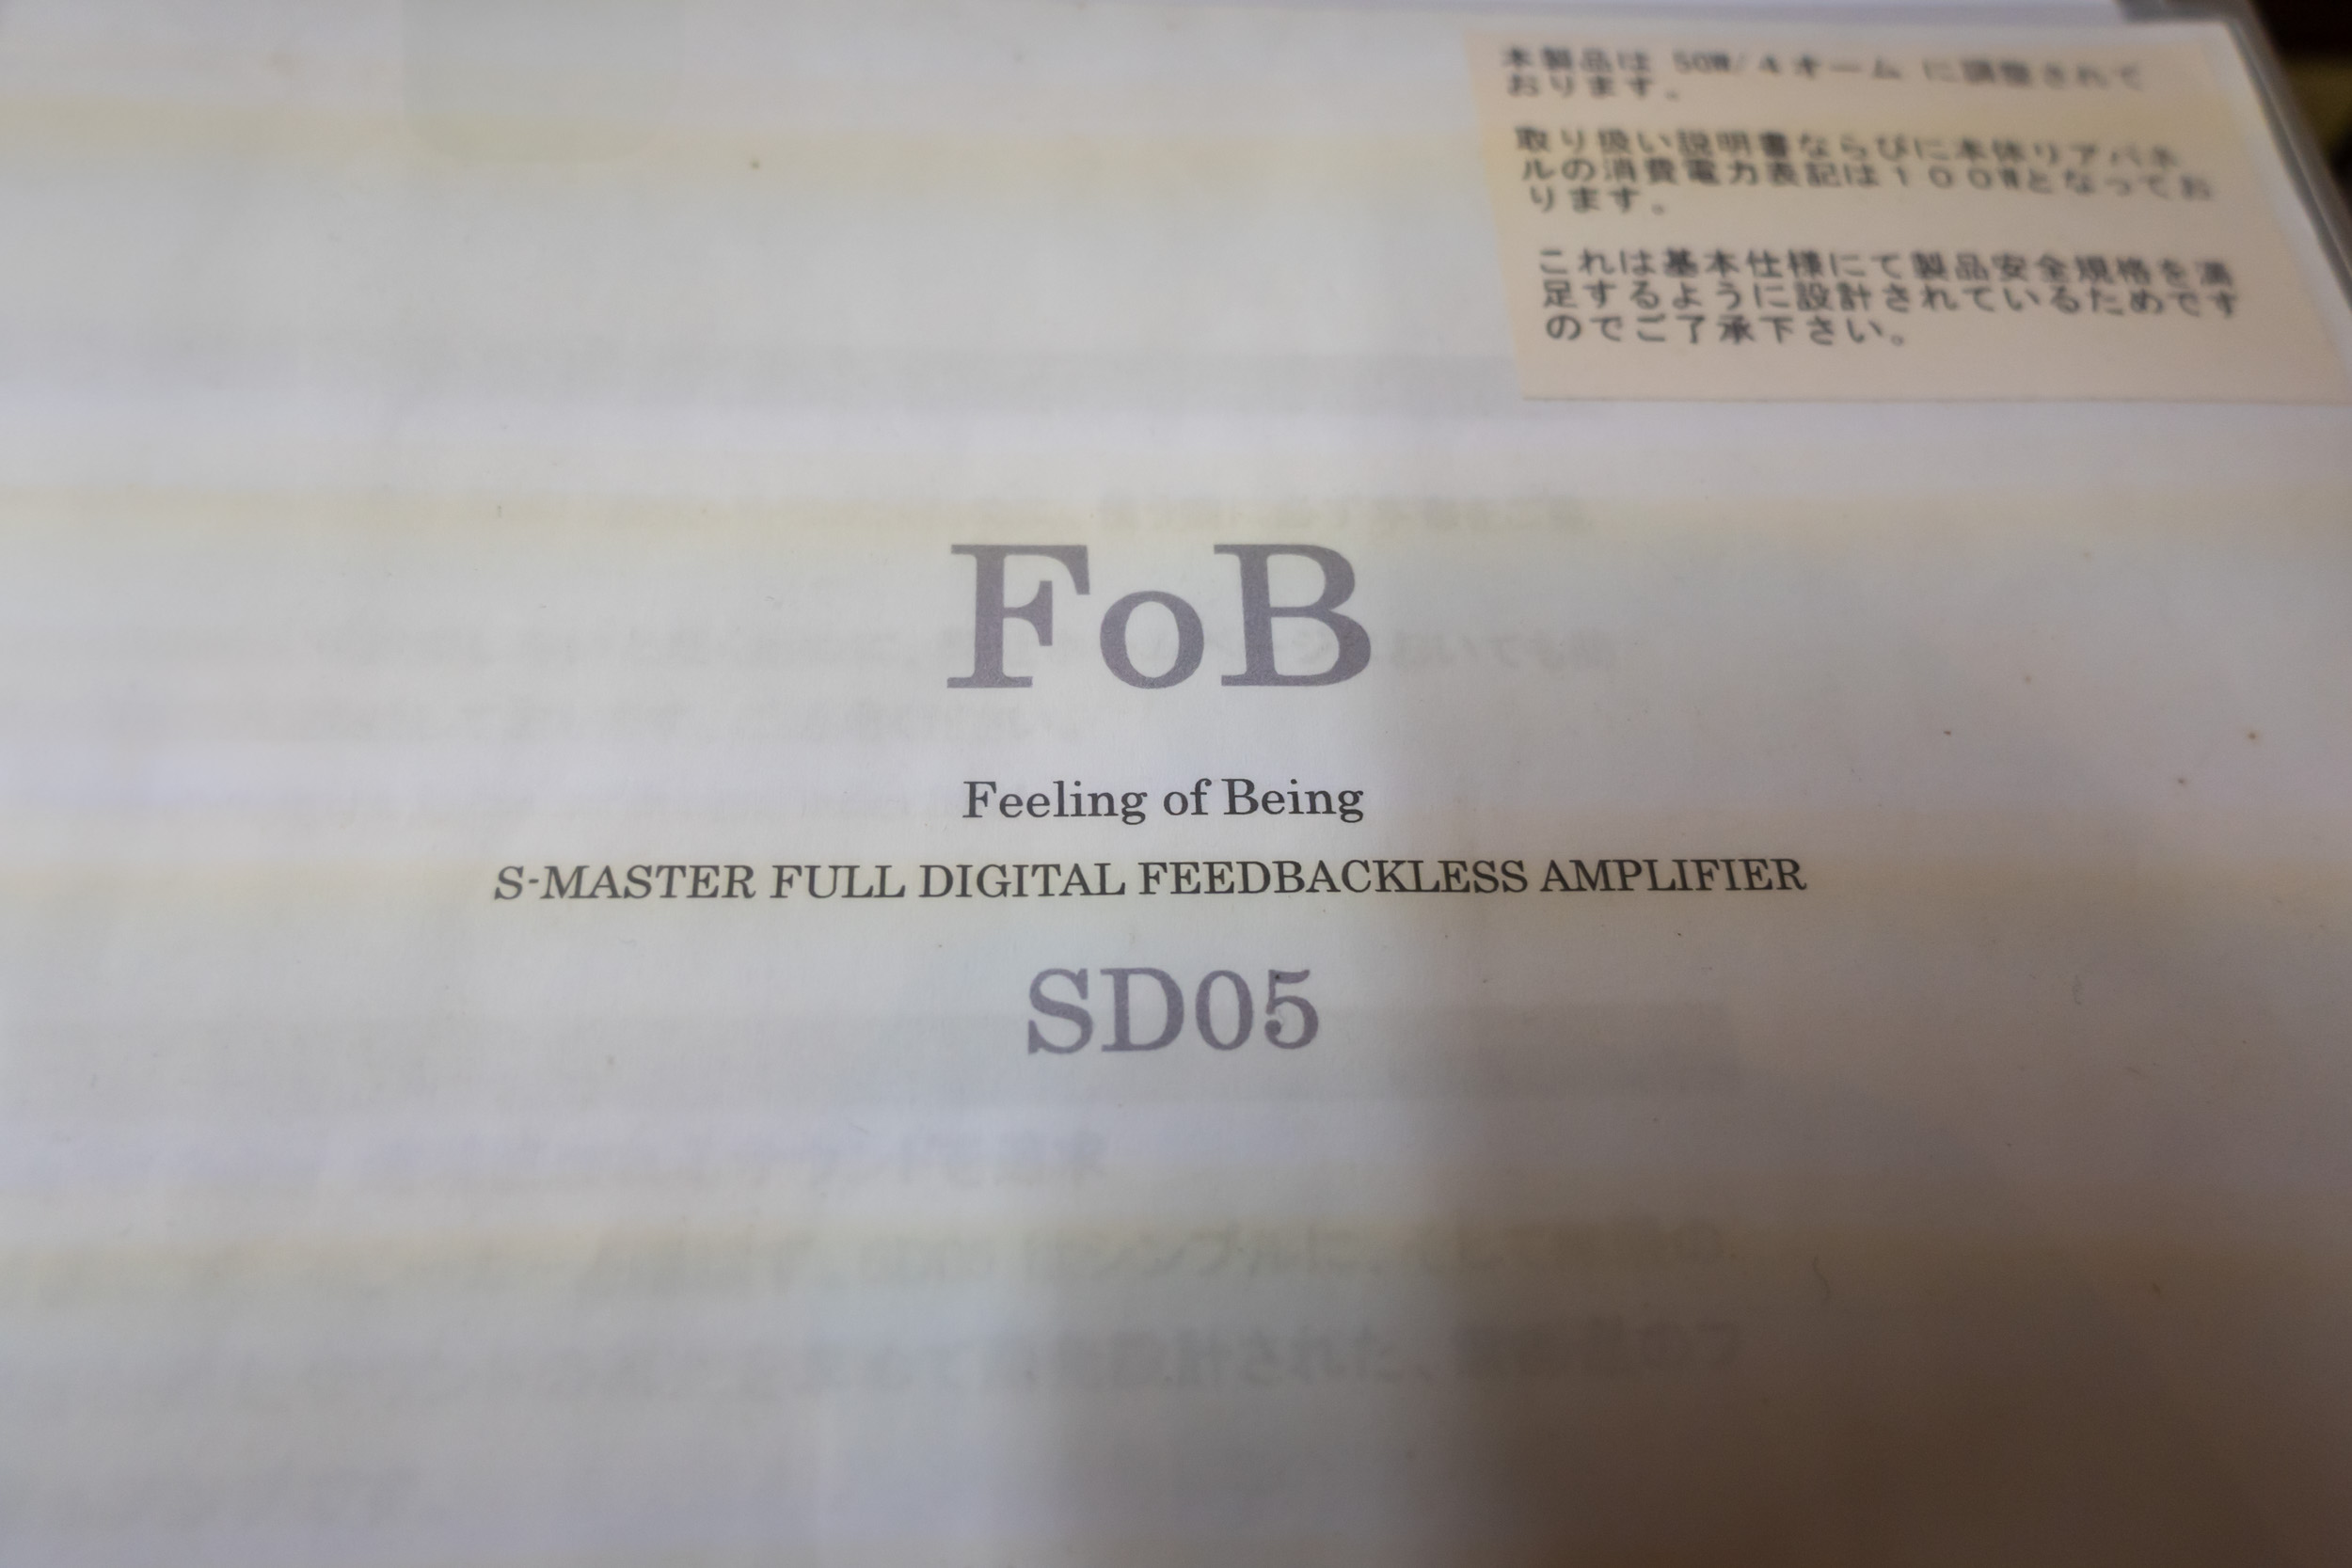 本製品は 50W/4オーム に調整されて
おります。
取り扱い説明書ならびに本体リアパネ
ルの消費電力表記は１００Wとなってお
ります。
これは基本仕様にて製品安全規格を満
足するように設計されているためです
のでご了承下さい。
FoB
Feeling of Being
S-MASTER FULL DIGITAL FEEDBACKLESS AMPLIFIER
SD05